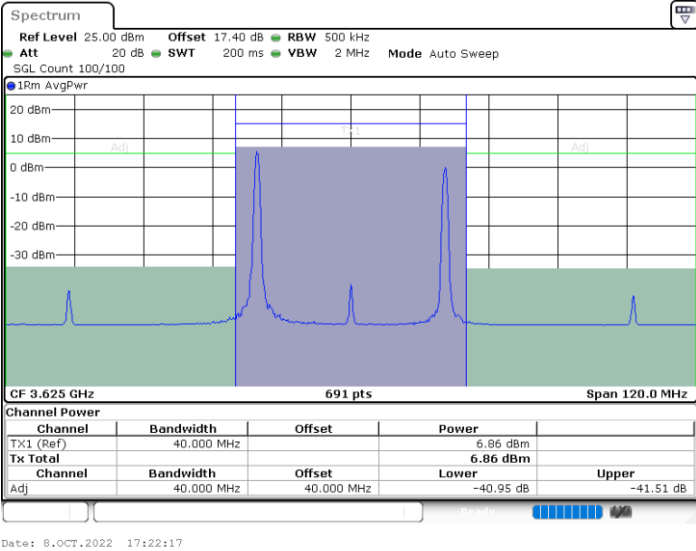 Spectrum
Ref Level 25.00 dBm Offset 17.40 dB RBW 500 kHz
Att 20 dB SWT 200 ms VBW 2 MHz Mode Auto Sweep
SGL Count 100/100
1Rm AvgPwr
20 dBm
TX1
10 dBm
Adj Adj
0 dBm
-10 dBm
-20 dBm
-30 dBm
CF 3.625 GHz 691 pts Span 120.0 MHz
Channel Power
Channel Bandwidth Offset Power
TX1 (Ref) 40.000 MHz 6.86 dBm
Tx Total 6.86 dBm
Channel Bandwidth Offset Lower Upper
Adj 40.000 MHz 40.000 MHz -40.95 dB -41.51 dB
Ready
Date: 8.OCT.2022 17:22:17